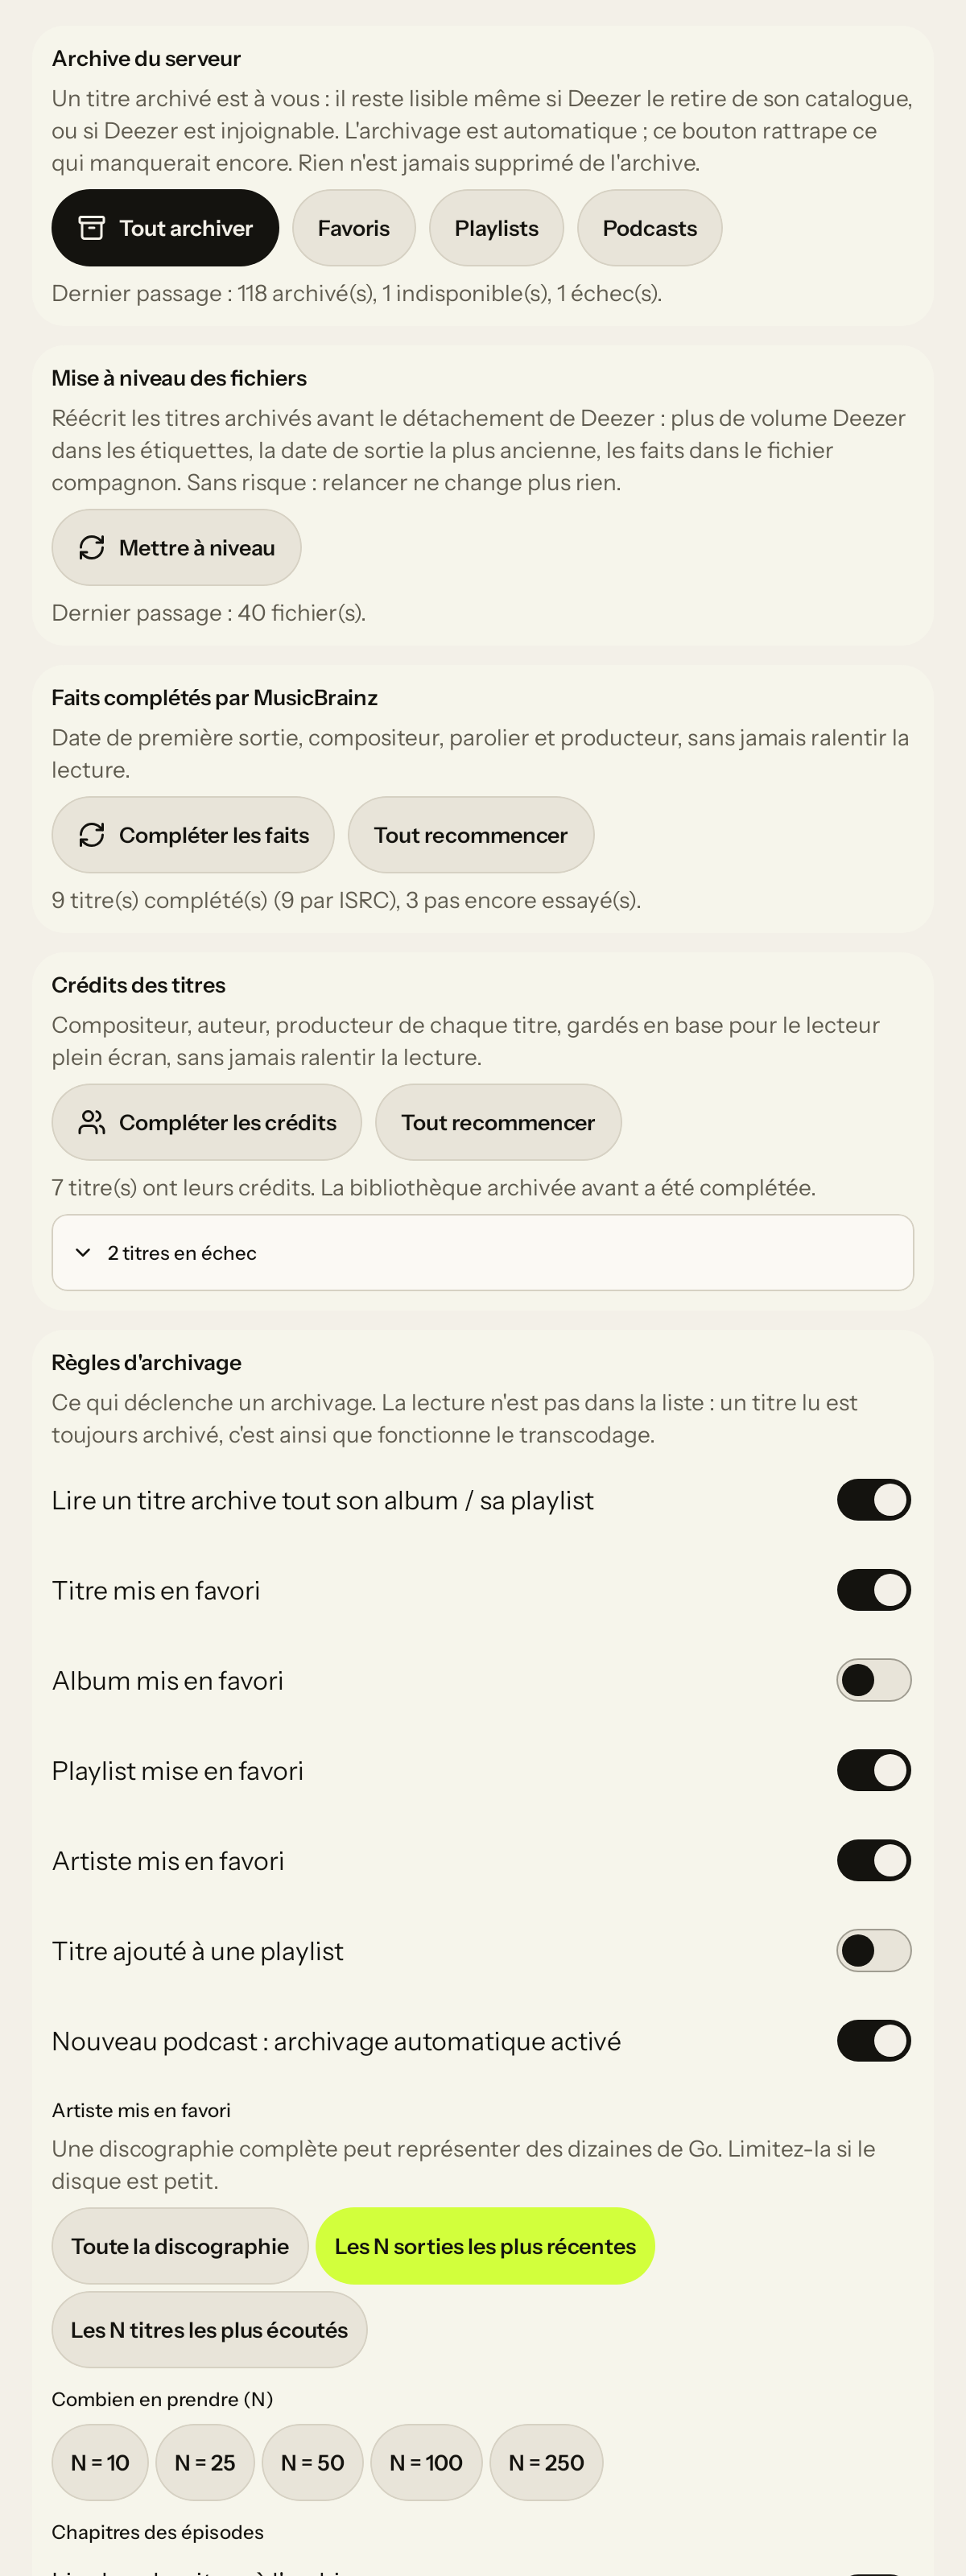 Archive du serveur
Un titre archivé est à vous : il reste lisible même si Deezer le retire de son catalogue,
ou si Deezer est injoignable. L'archivage est automatique ; ce bouton rattrape ce
qui manquerait encore. Rien n'est jamais supprimé de l'archive.
Tout archiver Favoris Playlists Podcasts
Dernier passage : 118 archivé(s), 1 indisponible(s), 1 échec(s).
Mise à niveau des fichiers
Réécrit les titres archivés avant le détachement de Deezer : plus de volume Deezer
dans les étiquettes, la date de sortie la plus ancienne, les faits dans le fichier
compagnon. Sans risque : relancer ne change plus rien.
Mettre à niveau
Dernier passage : 40 fichier(s).
Faits complétés par MusicBrainz
Date de première sortie, compositeur, parolier et producteur, sans jamais ralentir la
lecture.
Compléter les faits Tout recommencer
9 titre(s) complété(s) (9 par ISRC), 3 pas encore essayé(s).
Crédits des titres
Compositeur, auteur, producteur de chaque titre, gardés en base pour le lecteur
plein écran, sans jamais ralentir la lecture.
Compléter les crédits Tout recommencer
7 titre(s) ont leurs crédits. La bibliothèque archivée avant a été complétée.
2 titres en échec
Règles d'archivage
Ce qui déclenche un archivage. La lecture n'est pas dans la liste : un titre lu est
toujours archivé, c'est ainsi que fonctionne le transcodage.
Lire un titre archive tout son album / sa playlist
Titre mis en favori
Album mis en favori
Playlist mise en favori
Artiste mis en favori
Titre ajouté à une playlist
Nouveau podcast : archivage automatique activé
Artiste mis en favori
Une discographie complète peut représenter des dizaines de Go. Limitez-la si le
disque est petit.
Toute la discographie Les N sorties les plus récentes
Les N titres les plus écoutés
Combien en prendre (N)
N = 10 N = 25 N = 50 N = 100 N = 250
Chapitres des épisodes